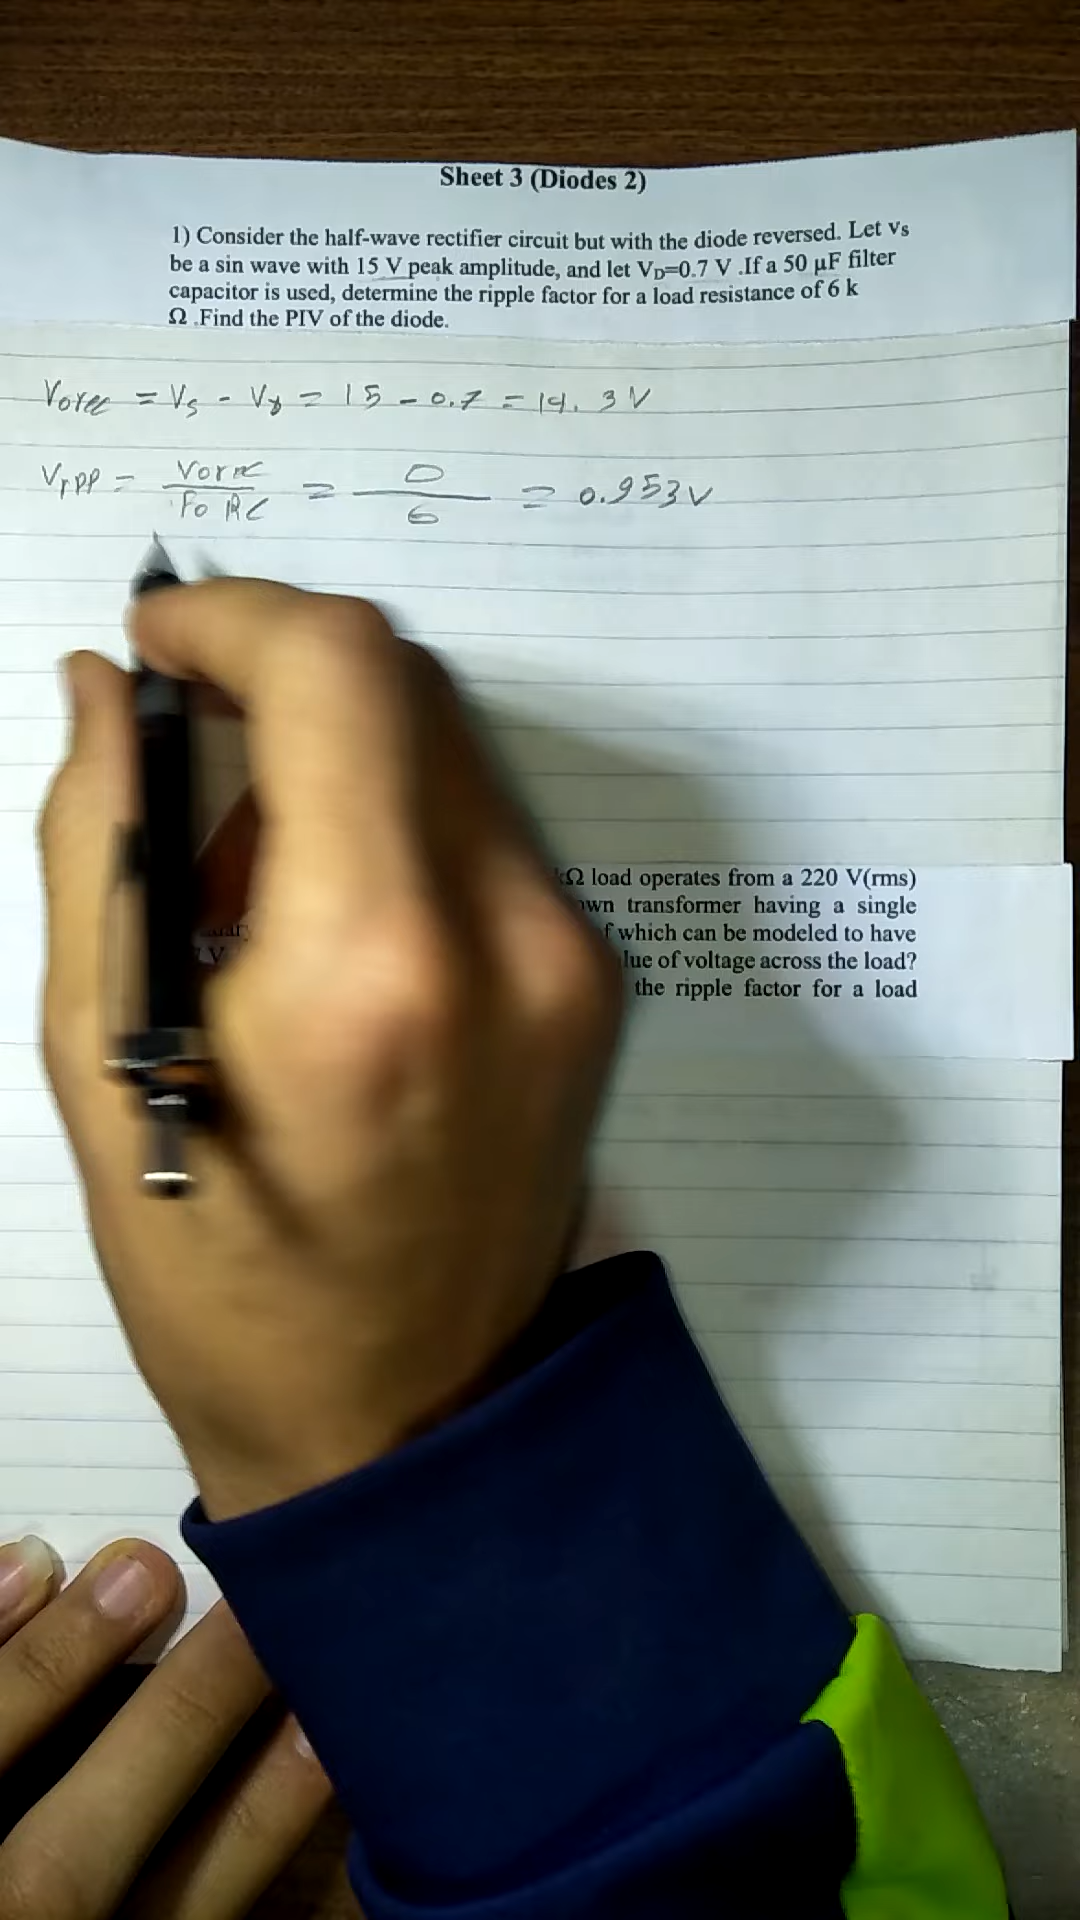 Sheet 3 (Diodes 2)
1) Consider the half-wave rectifier circuit but with the diode reversed. Let vs
be a sin wave with 15 V peak amplitude, and let VD=0.7 V .If a 50 μF filter
capacitor is used, determine the ripple factor for a load resistance of 6 k
Ω .Find the PIV of the diode.
Vorec = Vs - Vγ = 15 - 0.7 = 14.3 V
Vrpp = Vorec / Fo RC = 0 / 6 = 0.953 V
kΩ load operates from a 220 V(rms)
transformer having a single
which can be modeled to have
of voltage across the load?
V the ripple factor for a load